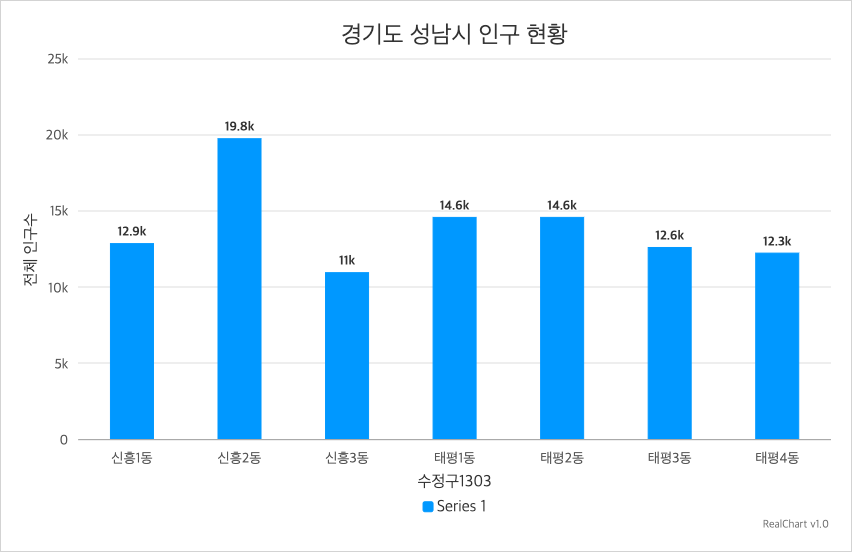 경기도 성남시 인구 현황
25k
20k
15k
10k
5k
0
전체 인구수
12.9k
19.8k
11k
14.6k
14.6k
12.6k
12.3k
신흥1동
신흥2동
신흥3동
태평1동
태평2동
태평3동
태평4동
수정구1303
Series 1
RealChart v1.0